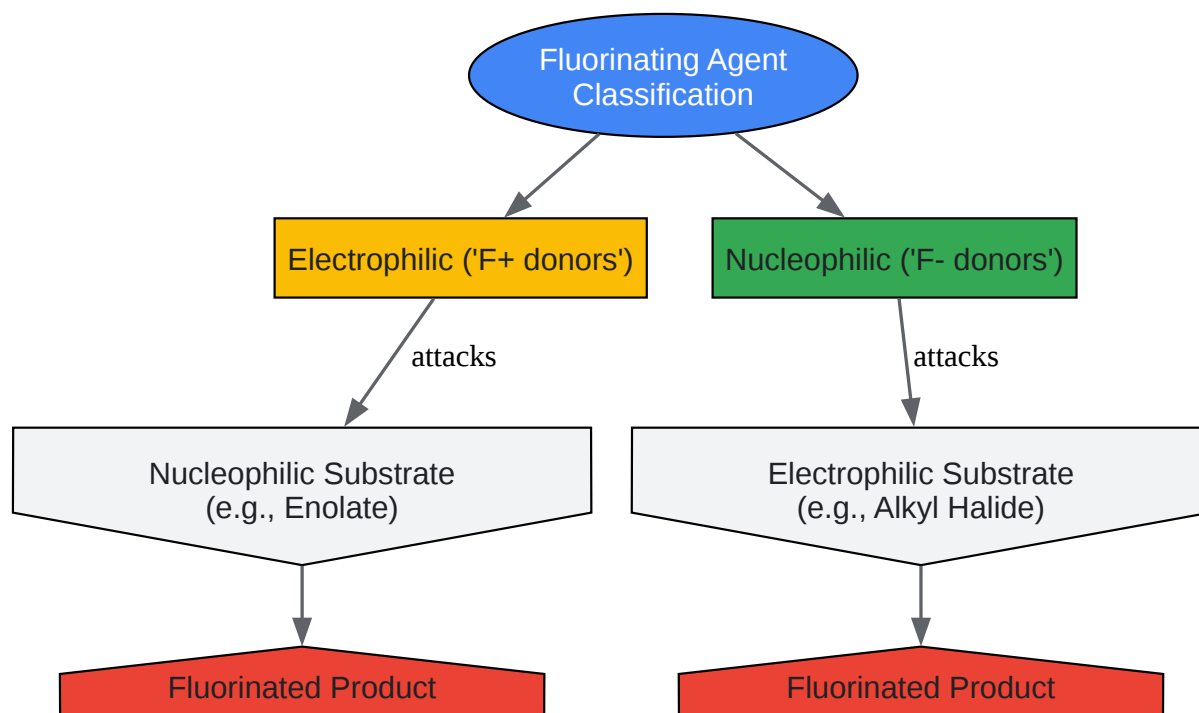 Fluorinating Agent
Classification
Electrophilic ('F+ donors')
Nucleophilic ('F- donors')
attacks
attacks
Nucleophilic Substrate
(e.g., Enolate)
Electrophilic Substrate
(e.g., Alkyl Halide)
Fluorinated Product
Fluorinated Product